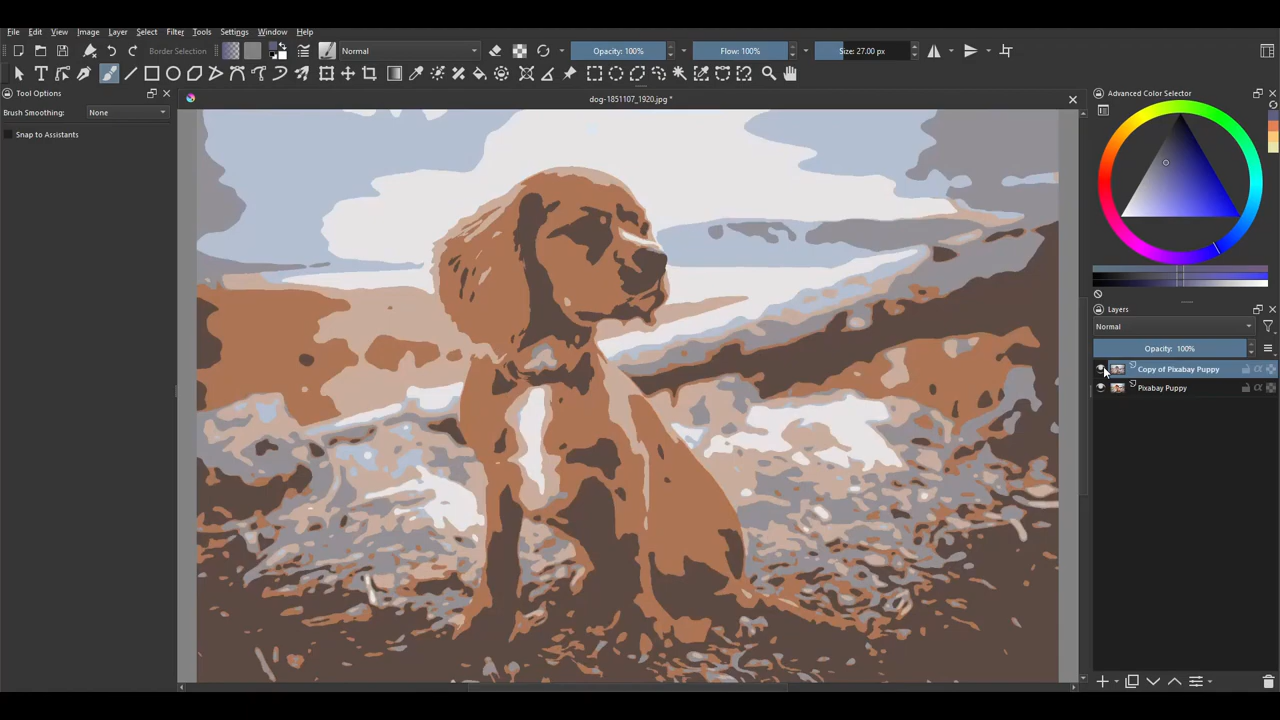 File Edit View Image Layer Select Filter Tools Settings Window Help
Border Selection Normal Opacity: 100% Flow: 100% Size: 27.00 px
Tool Options
dog-1851107_1920.jpg *
Advanced Color Selector
Brush Smoothing: None
Snap to Assistants
Layers
Normal
Opacity: 100%
Copy of Pixabay Puppy
Pixabay Puppy